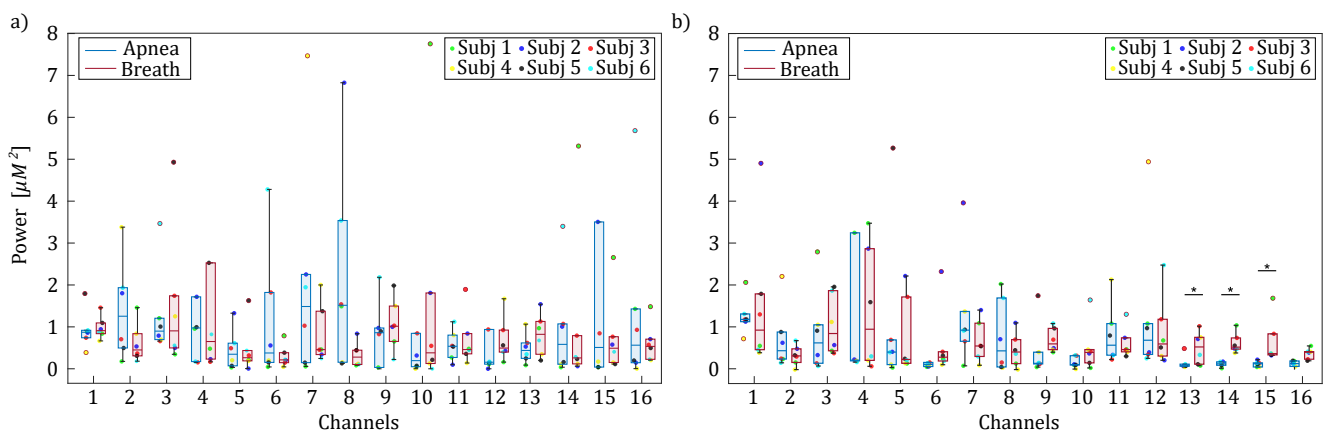 a)
Power [μM²]
8
7
6
5
4
3
2
1
0
Apnea
Breath
Subj 1 Subj 2 Subj 3
Subj 4 Subj 5 Subj 6
1 2 3 4 5 6 7 8 9 10 11 12 13 14 15 16
Channels
b)
8
7
6
5
4
3
2
1
0
Apnea
Breath
Subj 1 Subj 2 Subj 3
Subj 4 Subj 5 Subj 6
*
* *
1 2 3 4 5 6 7 8 9 10 11 12 13 14 15 16
Channels